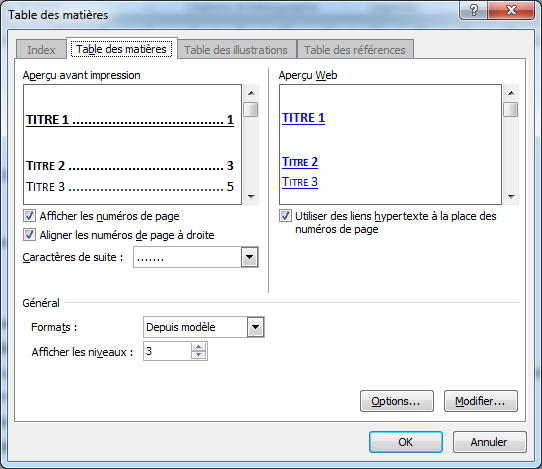 Table des matières
Index
Table des matières
Table des illustrations
Table des références
Aperçu avant impression
TITRE 1 ...................................... 1
TITRE 2 ...................................... 3
TITRE 3 ...................................... 5
Aperçu Web
TITRE 1
TITRE 2
TITRE 3
Afficher les numéros de page
Aligner les numéros de page à droite
Caractères de suite : .......
Utiliser des liens hypertexte à la place des
numéros de page
Général
Formats : Depuis modèle
Afficher les niveaux : 3
Options...
Modifier...
OK
Annuler